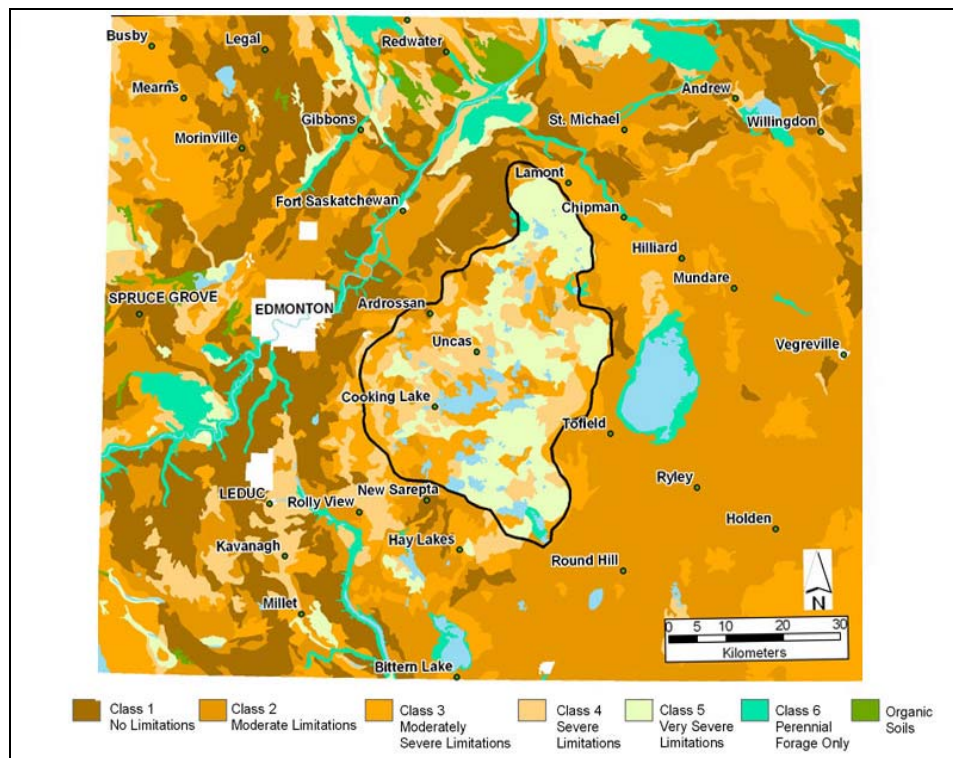 Busby
Legal
Redwater
Mearns
Andrew
Gibbons
St. Michael
Willingdon
Morinville
Lamont
Fort Saskatchewan
Chipman
Hilliard
Mundare
SPRUCE GROVE
EDMONTON
Ardrossan
Uncas
Vegreville
Cooking Lake
Tofield
Ryley
LEDUC
Rolly View
New Sarepta
Holden
Kavanagh
Hay Lakes
Round Hill
N
Millet
0 5 10 20 30
Kilometers
Bittern Lake
Class 1
No Limitations
Class 2
Moderate Limitations
Class 3
Moderately
Severe Limitations
Class 4
Severe
Limitations
Class 5
Very Severe
Limitations
Class 6
Perennial
Forage Only
Organic
Soils